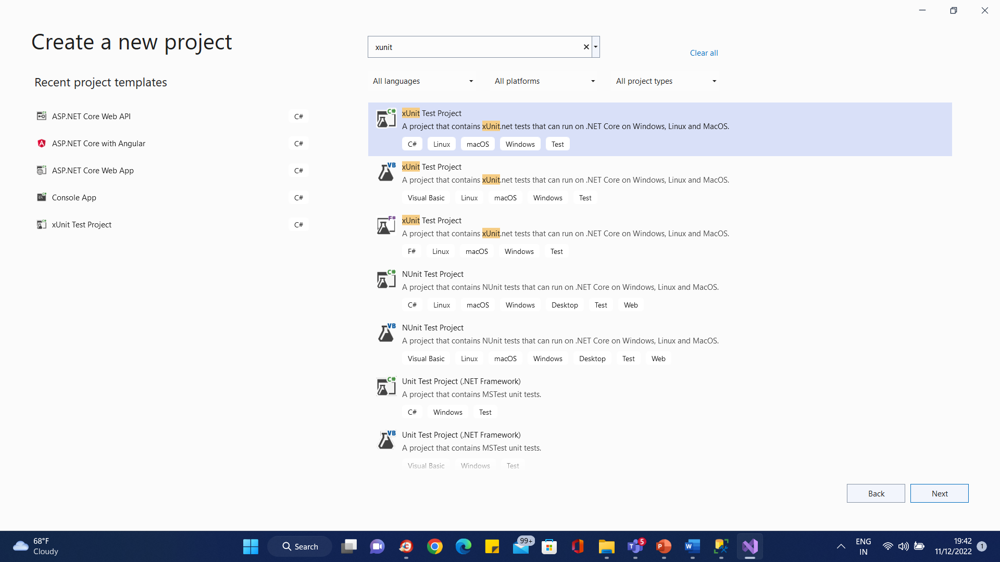 Create a new project
xunit
Clear all
All languages
All platforms
All project types
Recent project templates
ASP.NET Core Web API
C#
ASP.NET Core with Angular
C#
ASP.NET Core Web App
C#
Console App
C#
xUnit Test Project
C#
C#
xUnit Test Project
A project that contains xUnit.net tests that can run on .NET Core on Windows, Linux and MacOS.
C# Linux macOS Windows Test
VB
xUnit Test Project
A project that contains xUnit.net tests that can run on .NET Core on Windows, Linux and MacOS.
Visual Basic Linux macOS Windows Test
F#
xUnit Test Project
A project that contains xUnit.net tests that can run on .NET Core on Windows, Linux and MacOS.
F# Linux macOS Windows Test
C#
NUnit Test Project
A project that contains NUnit tests that can run on .NET Core on Windows, Linux and MacOS.
C# Linux macOS Windows Desktop Test Web
VB
NUnit Test Project
A project that contains NUnit tests that can run on .NET Core on Windows, Linux and MacOS.
Visual Basic Linux macOS Windows Desktop Test Web
C#
Unit Test Project (.NET Framework)
A project that contains MSTest unit tests.
C# Windows Test
VB
Unit Test Project (.NET Framework)
A project that contains MSTest unit tests.
Visual Basic Windows Test
Back
Next
68°F
Cloudy
Search
99+
5
ENG
IN
19:42
11/12/2022
1